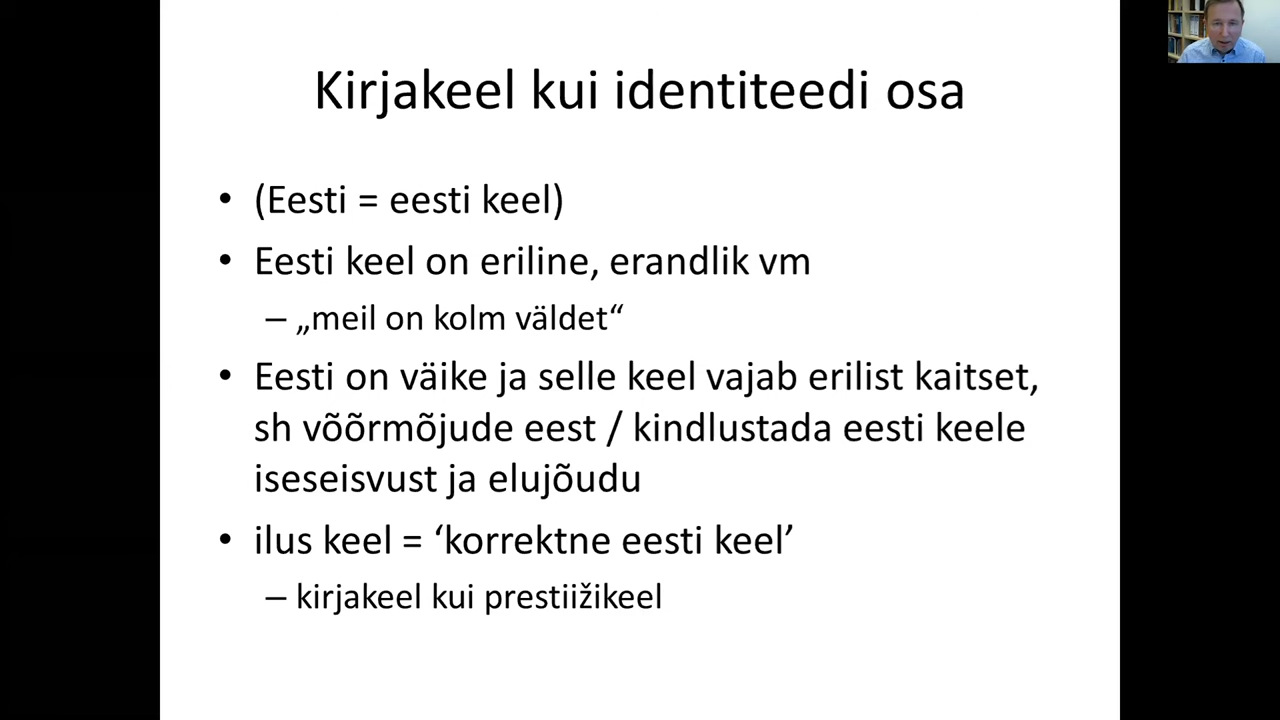 Kirjakeel kui identiteedi osa
• (Eesti = eesti keel)
• Eesti keel on eriline, erandlik vm
– „meil on kolm väldet“
• Eesti on väike ja selle keel vajab erilist kaitset,
sh võõrmõjude eest / kindlustada eesti keele
iseseisvust ja elujõudu
• ilus keel = ‘korrektne eesti keel’
– kirjakeel kui prestiižikeel